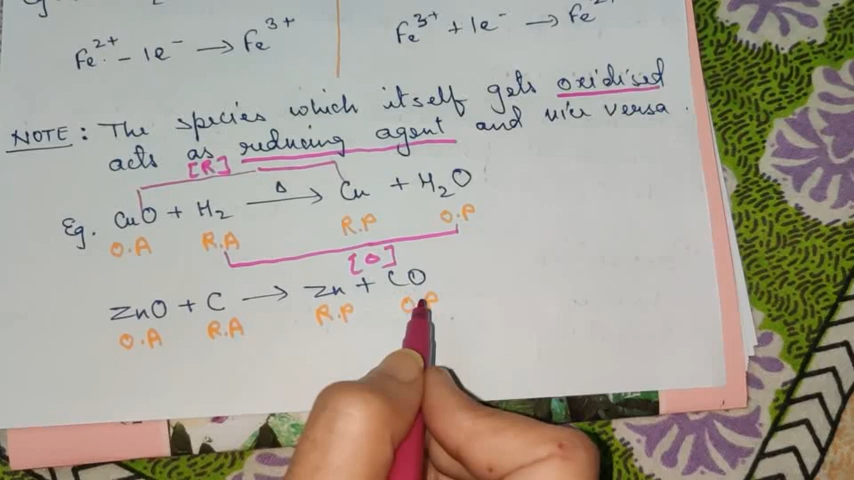 Fe²⁺ - 1e⁻ → Fe³⁺
Fe³⁺ + 1e⁻ → Fe
NOTE: The species which itself gets oxidised
acts as reducing agent and vice versa.
[R]
Eg. CuO + H₂ —Δ→ Cu + H₂O
O.A R.A R.P O.P
[O]
ZnO + C → Zn + CO
O.A R.A R.P O.P